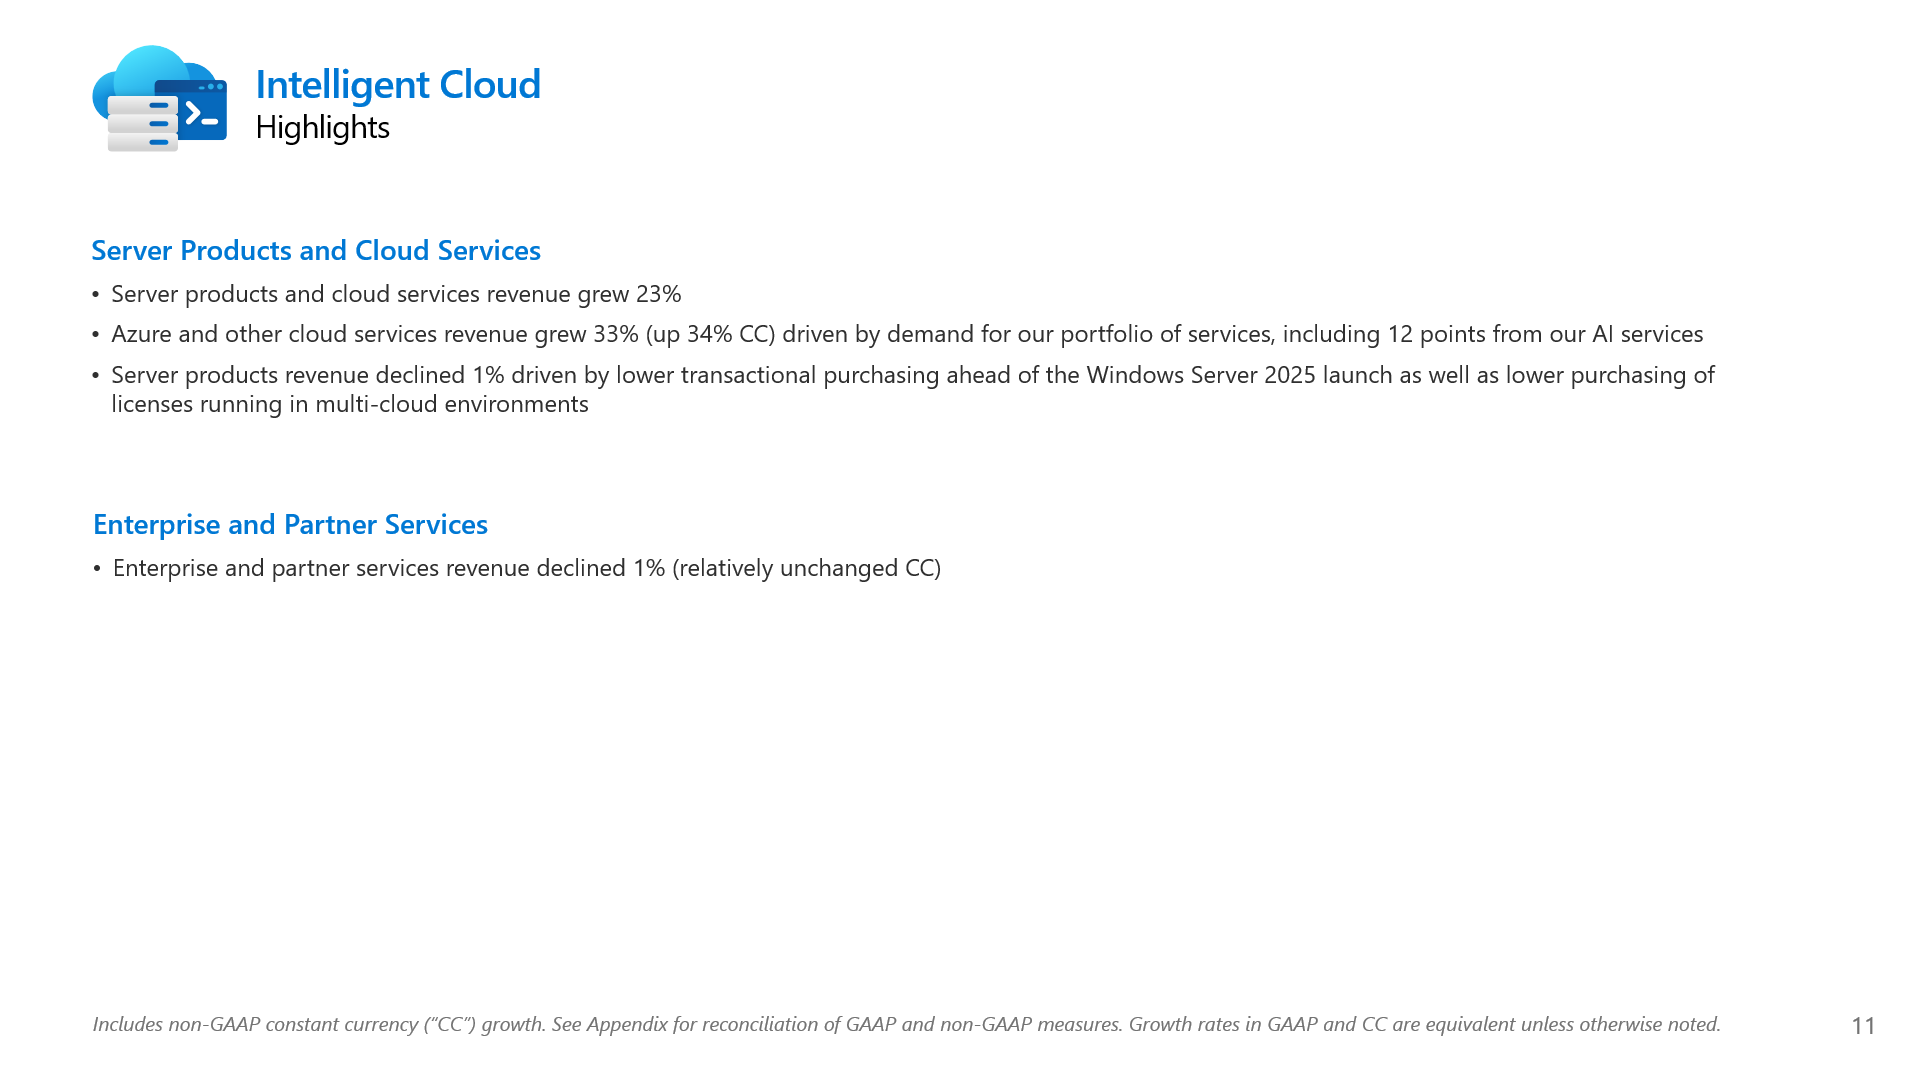 Intelligent Cloud
Highlights
Server Products and Cloud Services
• Server products and cloud services revenue grew 23%
• Azure and other cloud services revenue grew 33% (up 34% CC) driven by demand for our portfolio of services, including 12 points from our AI services
• Server products revenue declined 1% driven by lower transactional purchasing ahead of the Windows Server 2025 launch as well as lower purchasing of
licenses running in multi-cloud environments
Enterprise and Partner Services
• Enterprise and partner services revenue declined 1% (relatively unchanged CC)
Includes non-GAAP constant currency (“CC”) growth. See Appendix for reconciliation of GAAP and non-GAAP measures. Growth rates in GAAP and CC are equivalent unless otherwise noted.
11